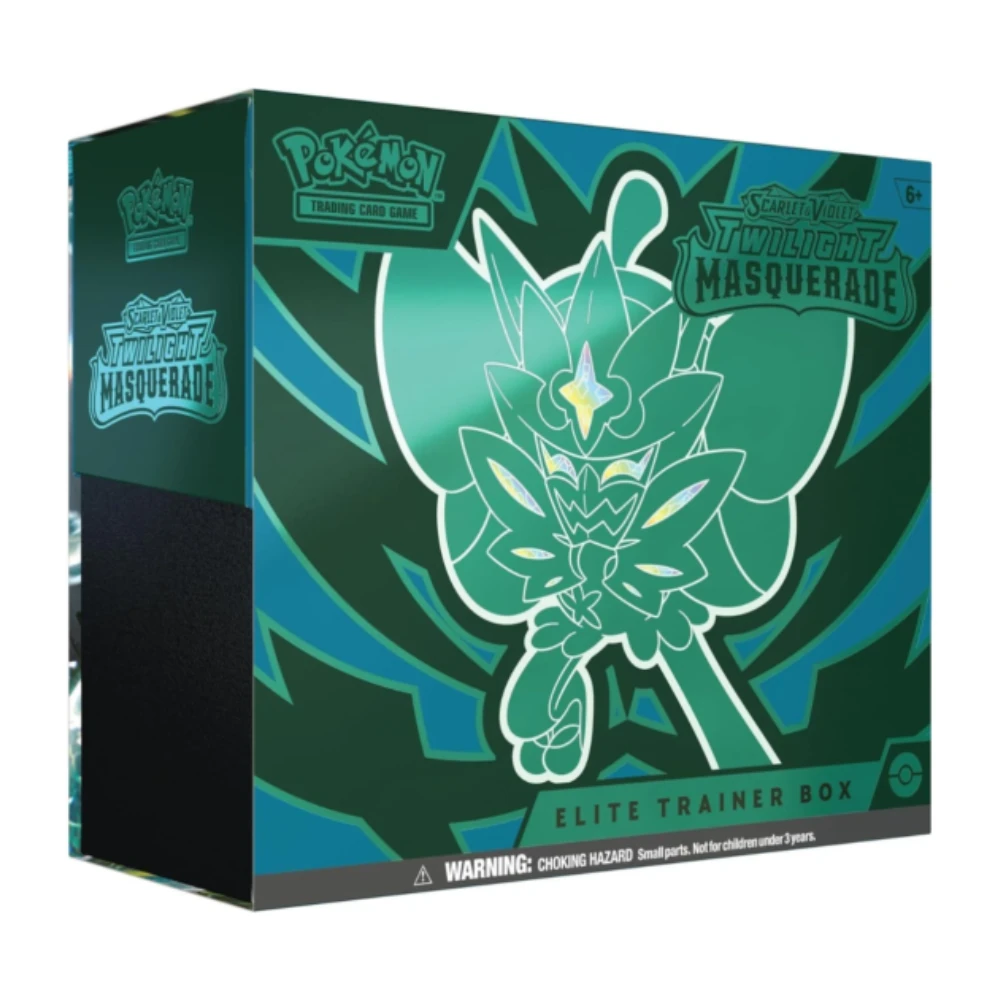 POKéMON
TRADING CARD GAME
SCARLET & VIOLET
TWILIGHT
MASQUERADE
POKéMON™
TRADING CARD GAME
6+
SCARLET & VIOLET
TWILIGHT
MASQUERADE
ELITE TRAINER BOX
WARNING: CHOKING HAZARD Small parts. Not for children under 3 years.